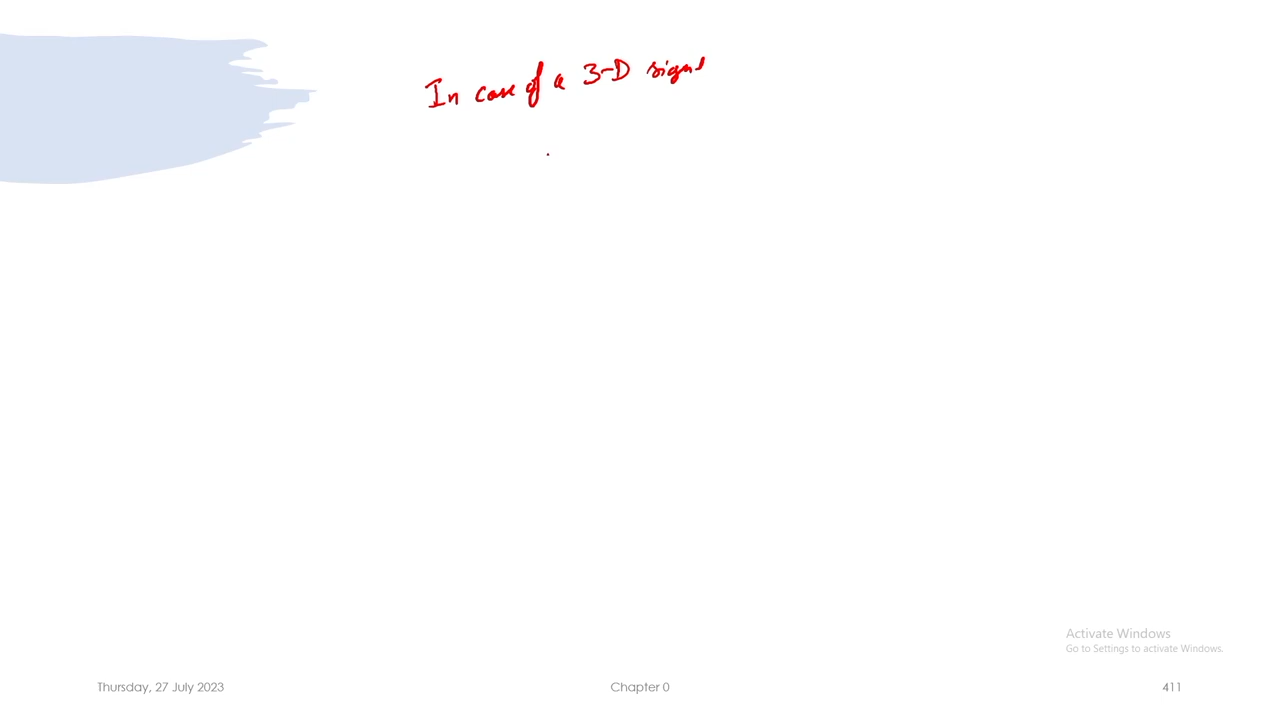 In case of a 3-D signal
Activate Windows
Go to Settings to activate Windows.
Thursday, 27 July 2023
Chapter 0
411